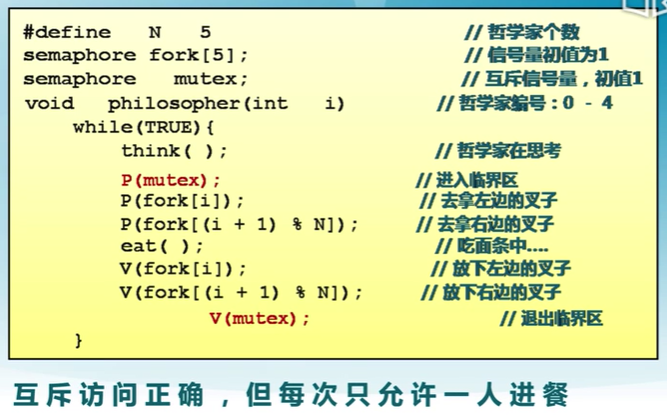 #define N 5 // 哲学家个数
semaphore fork[5]; // 信号量初值为1
semaphore mutex; // 互斥信号量，初值1
void philosopher(int i) // 哲学家编号：0 - 4
while(TRUE){
think( ); // 哲学家在思考
P(mutex); // 进入临界区
P(fork[i]); // 去拿左边的叉子
P(fork[(i + 1) % N]); // 去拿右边的叉子
eat( ); // 吃面条中....
V(fork[i]); // 放下左边的叉子
V(fork[(i + 1) % N]); // 放下右边的叉子
V(mutex); // 退出临界区
}
互斥访问正确，但每次只允许一人进餐